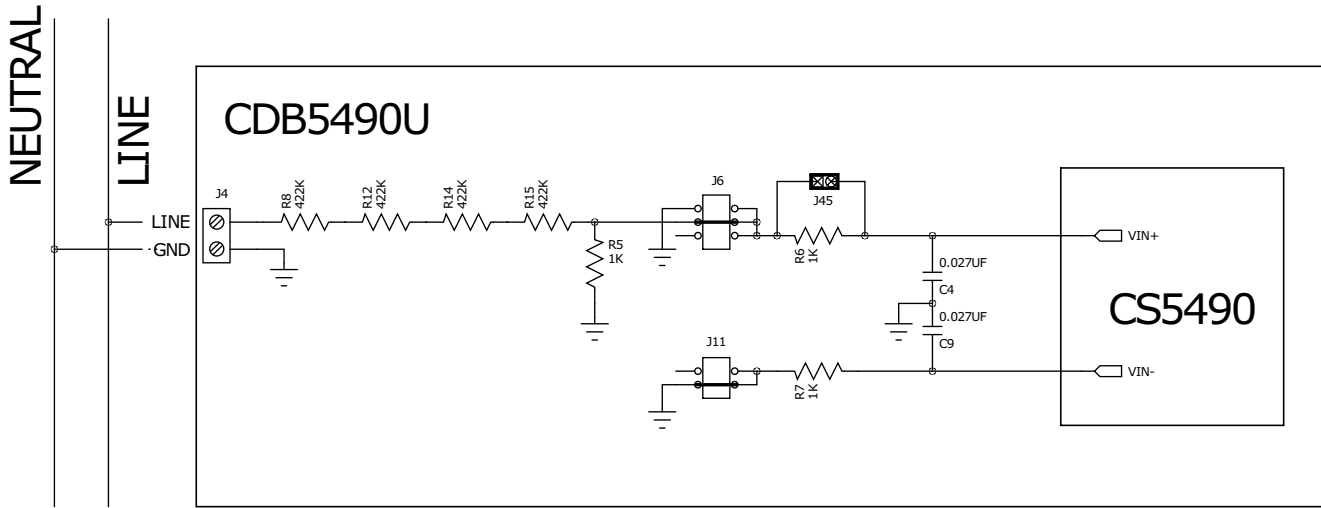 NEUTRAL
LINE
CDB5490U
J4
LINE
GND
R8
422K
R12
422K
R14
422K
R15
422K
R5
1K
J6
J45
R6
1K
VIN+
0.027UF
C4
0.027UF
C9
CS5490
J11
R7
1K
VIN-